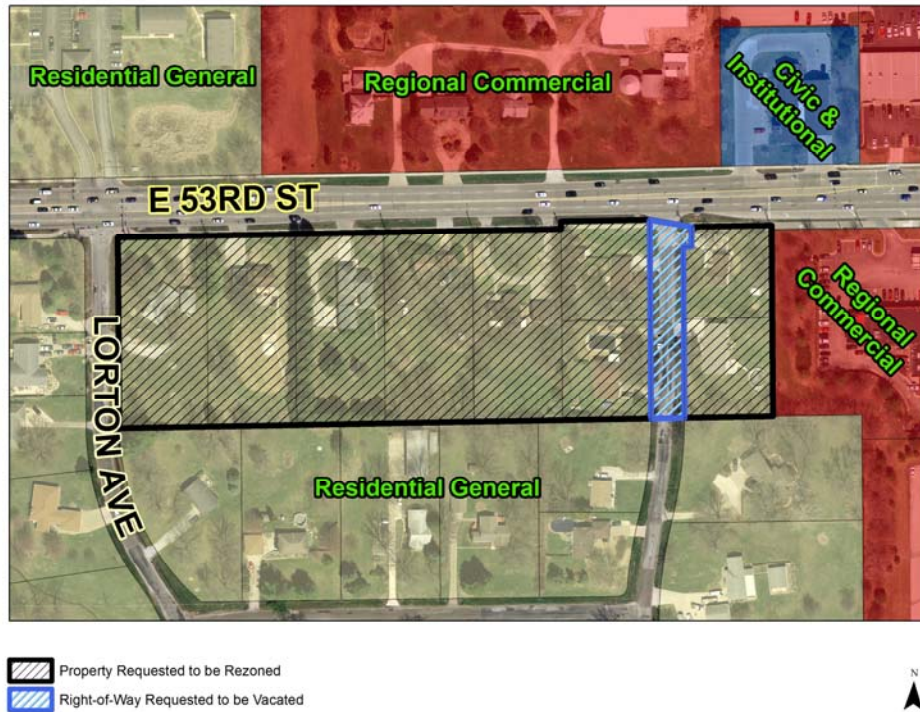 Residential General
Regional Commercial
Civic &
Institutional
E 53RD ST
LORTON AVE
Regional
Commercial
Residential General
Property Requested to be Rezoned
Right-of-Way Requested to be Vacated
N